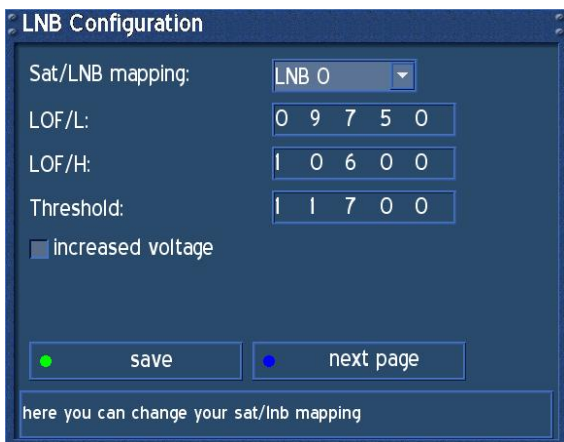 LNB Configuration
Sat/LNB mapping: LNB 0
LOF/L: 0 9 7 5 0
LOF/H: 1 0 6 0 0
Threshold: 1 1 7 0 0
increased voltage
save next page
here you can change your sat/lnb mapping